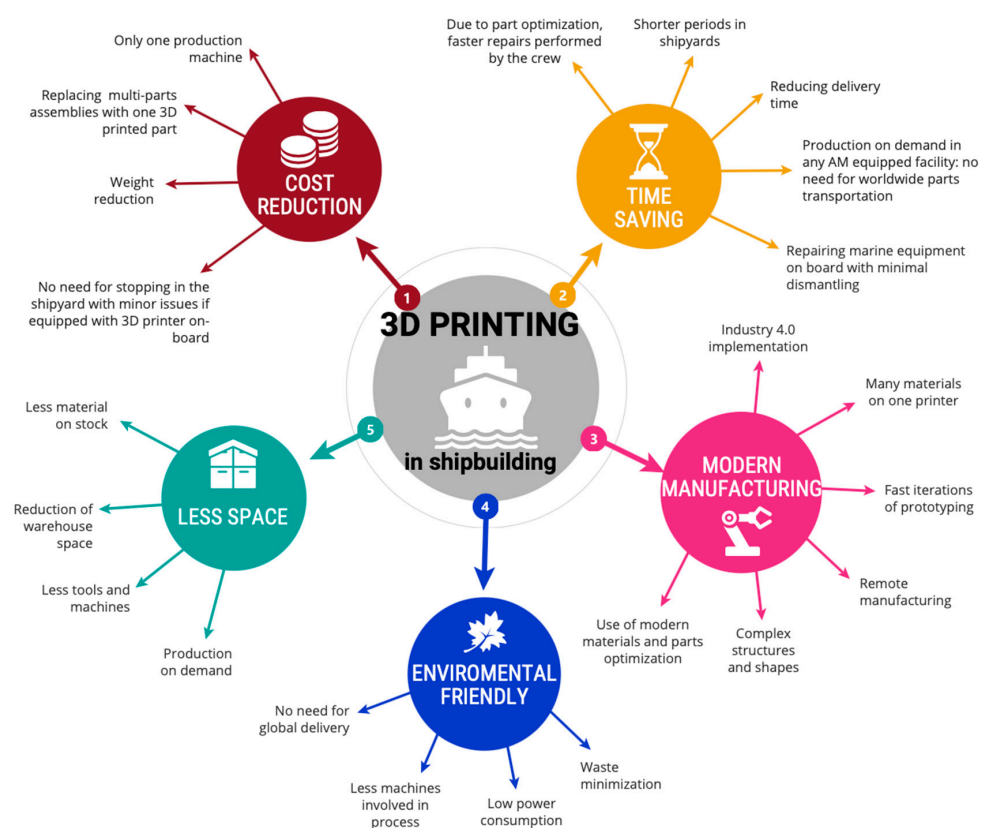 3D PRINTING
in shipbuilding
1
COST
REDUCTION
Only one production
machine
Replacing multi-parts
assemblies with one 3D
printed part
Weight
reduction
No need for stopping in the
shipyard with minor issues if
equipped with 3D printer on-
board
2
TIME
SAVING
Due to part optimization,
faster repairs performed
by the crew
Shorter periods in
shipyards
Reducing delivery
time
Production on demand in
any AM equipped facility: no
need for worldwide parts
transportation
Repairing marine equipment
on board with minimal
dismantling
3
MODERN
MANUFACTURING
Industry 4.0
implementation
Many materials
on one printer
Fast iterations
of prototyping
Remote
manufacturing
Complex
structures
and shapes
Use of modern
materials and parts
optimization
4
ENVIROMENTAL
FRIENDLY
No need for
global delivery
Less machines
involved in
process
Low power
consumption
Waste
minimization
5
LESS SPACE
Less material
on stock
Reduction of
warehouse
space
Less tools and
machines
Production
on demand